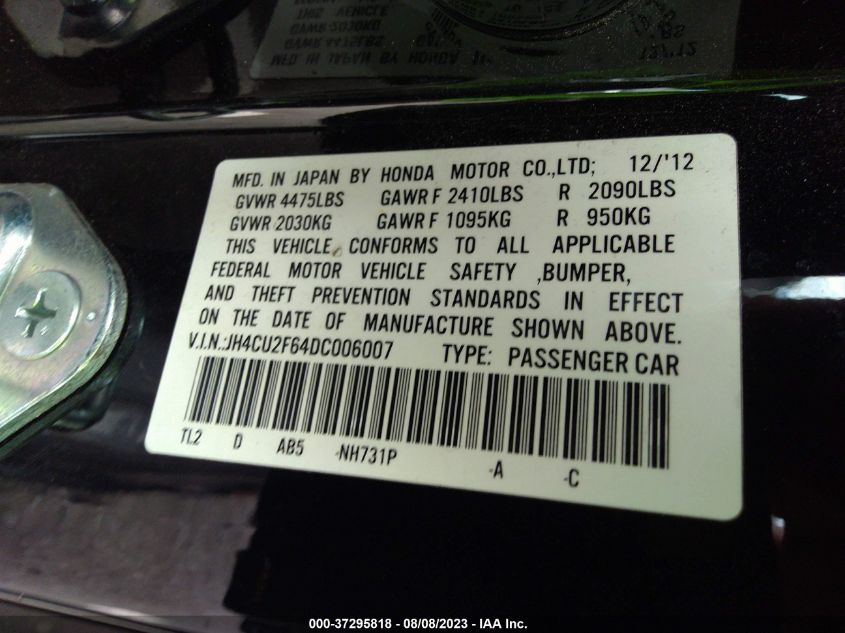 MFD. IN JAPAN BY HONDA MOTOR CO.,LTD; 12/'12
GVWR 4475LBS GAWR F 2410LBS R 2090LBS
GVWR 2030KG GAWR F 1095KG R 950KG
THIS VEHICLE CONFORMS TO ALL APPLICABLE
FEDERAL MOTOR VEHICLE SAFETY ,BUMPER,
AND THEFT PREVENTION STANDARDS IN EFFECT
ON THE DATE OF MANUFACTURE SHOWN ABOVE.
V.I.N.:JH4CU2F64DC006007 TYPE: PASSENGER CAR
TL2 D AB5 -NH731P -A -C
000-37295818 - 08/08/2023 - IAA Inc.